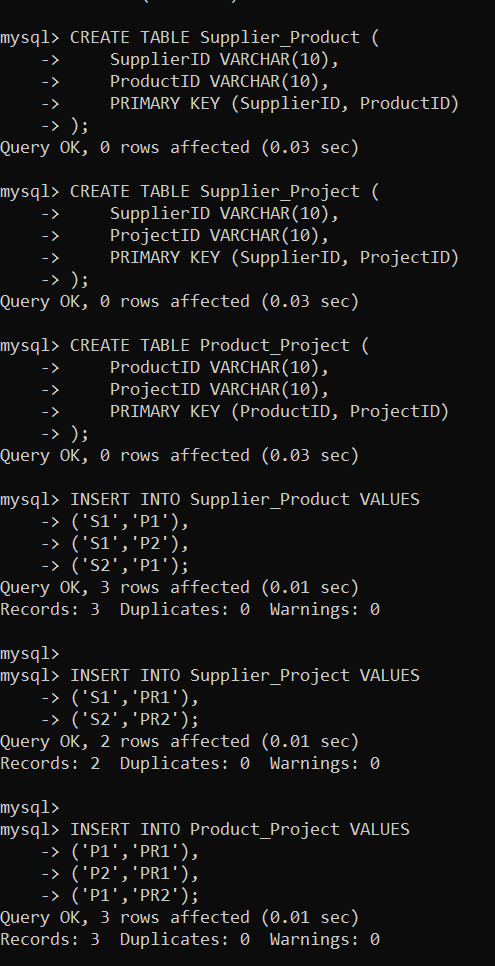 mysql> CREATE TABLE Supplier_Product (
    ->     SupplierID VARCHAR(10),
    ->     ProductID VARCHAR(10),
    ->     PRIMARY KEY (SupplierID, ProductID)
    -> );
Query OK, 0 rows affected (0.03 sec)

mysql> CREATE TABLE Supplier_Project (
    ->     SupplierID VARCHAR(10),
    ->     ProjectID VARCHAR(10),
    ->     PRIMARY KEY (SupplierID, ProjectID)
    -> );
Query OK, 0 rows affected (0.03 sec)

mysql> CREATE TABLE Product_Project (
    ->     ProductID VARCHAR(10),
    ->     ProjectID VARCHAR(10),
    ->     PRIMARY KEY (ProductID, ProjectID)
    -> );
Query OK, 0 rows affected (0.03 sec)

mysql> INSERT INTO Supplier_Product VALUES
    -> ('S1','P1'),
    -> ('S1','P2'),
    -> ('S2','P1');
Query OK, 3 rows affected (0.01 sec)
Records: 3  Duplicates: 0  Warnings: 0

mysql>
mysql> INSERT INTO Supplier_Project VALUES
    -> ('S1','PR1'),
    -> ('S2','PR2');
Query OK, 2 rows affected (0.01 sec)
Records: 2  Duplicates: 0  Warnings: 0

mysql>
mysql> INSERT INTO Product_Project VALUES
    -> ('P1','PR1'),
    -> ('P2','PR1'),
    -> ('P1','PR2');
Query OK, 3 rows affected (0.01 sec)
Records: 3  Duplicates: 0  Warnings: 0